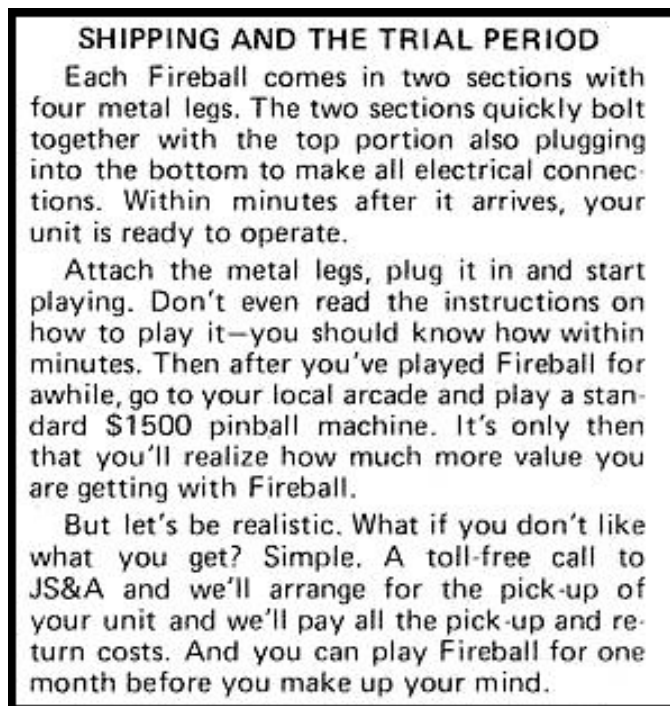 SHIPPING AND THE TRIAL PERIOD
Each Fireball comes in two sections with
four metal legs. The two sections quickly bolt
together with the top portion also plugging
into the bottom to make all electrical connec-
tions. Within minutes after it arrives, your
unit is ready to operate.
Attach the metal legs, plug it in and start
playing. Don't even read the instructions on
how to play it—you should know how within
minutes. Then after you've played Fireball for
awhile, go to your local arcade and play a stan-
dard $1500 pinball machine. It's only then
that you'll realize how much more value you
are getting with Fireball.
But let's be realistic. What if you don't like
what you get? Simple. A toll-free call to
JS&A and we'll arrange for the pick-up of
your unit and we'll pay all the pick-up and re-
turn costs. And you can play Fireball for one
month before you make up your mind.